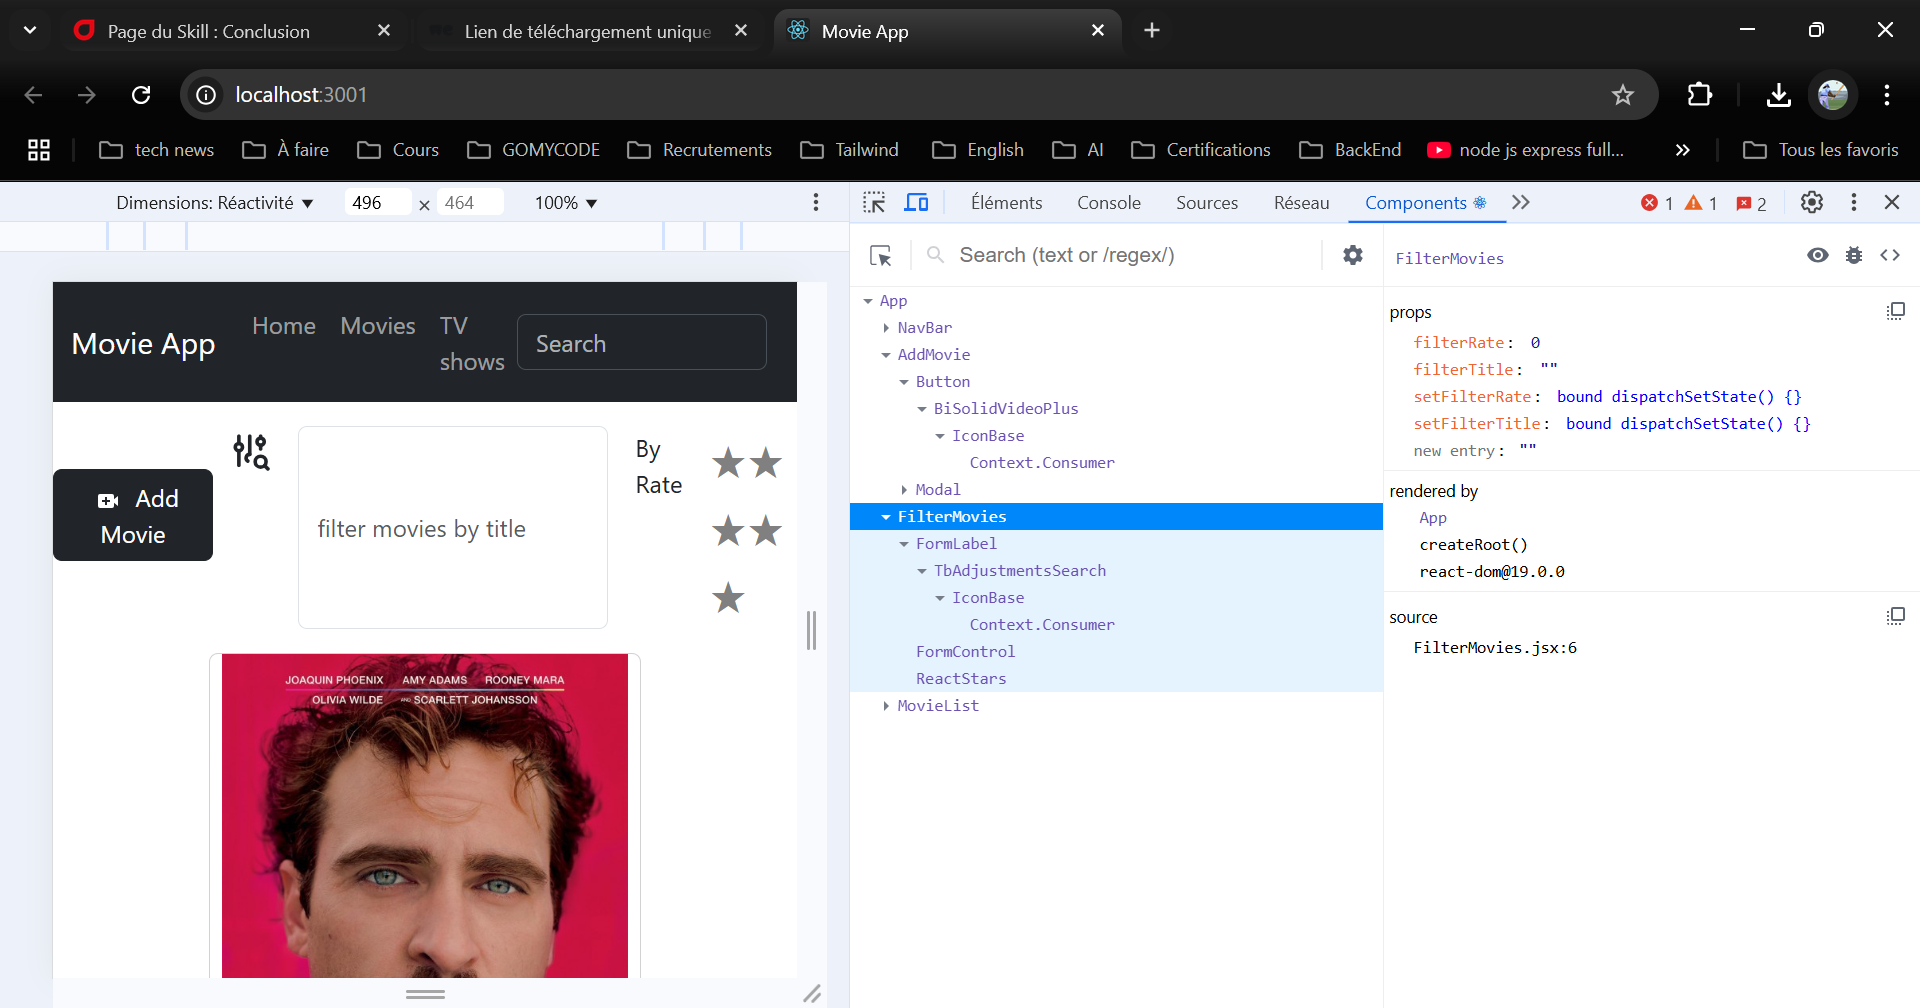 Page du Skill : Conclusion
Lien de téléchargement unique
Movie App
localhost:3001
tech news
À faire
Cours
GOMYCODE
Recrutements
Tailwind
English
AI
Certifications
BackEnd
node js express full...
Tous les favoris
Dimensions: Réactivité
496 × 464
100%
Éléments
Console
Sources
Réseau
Components
1
1
2
Movie App
Home
Movies
TV shows
Search
Add Movie
filter movies by title
By Rate
★★
★★
★
JOAQUIN PHOENIX AMY ADAMS ROONEY MARA
OLIVIA WILDE AND SCARLETT JOHANSSON
Search (text or /regex/)
App
NavBar
AddMovie
Button
BiSolidVideoPlus
IconBase
Context.Consumer
Modal
FilterMovies
FormLabel
TbAdjustmentsSearch
IconBase
Context.Consumer
FormControl
ReactStars
MovieList
FilterMovies
props
filterRate: 0
filterTitle: ""
setFilterRate: bound dispatchSetState() {}
setFilterTitle: bound dispatchSetState() {}
new entry: ""
rendered by
App
createRoot()
react-dom@19.0.0
source
FilterMovies.jsx:6